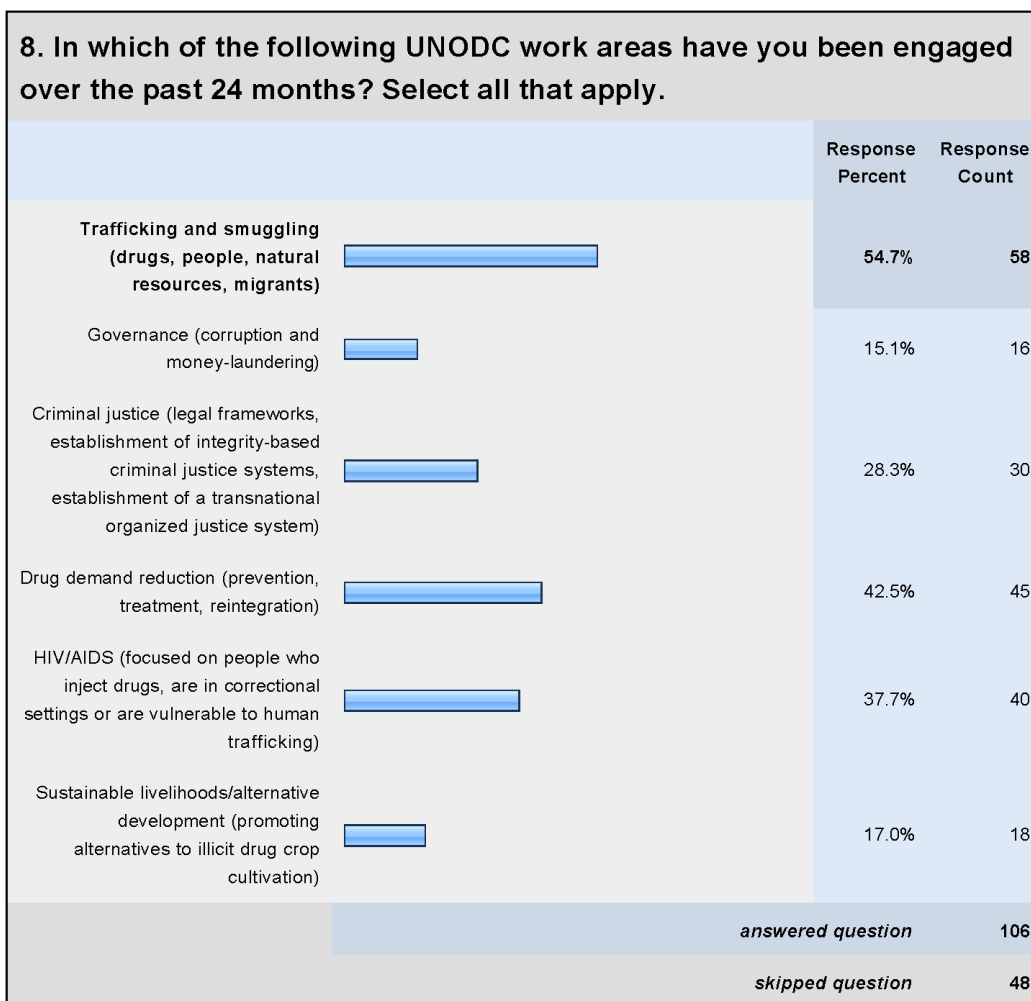 8. In which of the following UNODC work areas have you been engaged
over the past 24 months? Select all that apply.
Response Response
Percent Count
Trafficking and smuggling
(drugs, people, natural
resources, migrants)
54.7% 58
Governance (corruption and
money-laundering)
15.1% 16
Criminal justice (legal frameworks,
establishment of integrity-based
criminal justice systems,
establishment of a transnational
organized justice system)
28.3% 30
Drug demand reduction (prevention,
treatment, reintegration)
42.5% 45
HIV/AIDS (focused on people who
inject drugs, are in correctional
settings or are vulnerable to human
trafficking)
37.7% 40
Sustainable livelihoods/alternative
development (promoting
alternatives to illicit drug crop
cultivation)
17.0% 18
answered question 106
skipped question 48